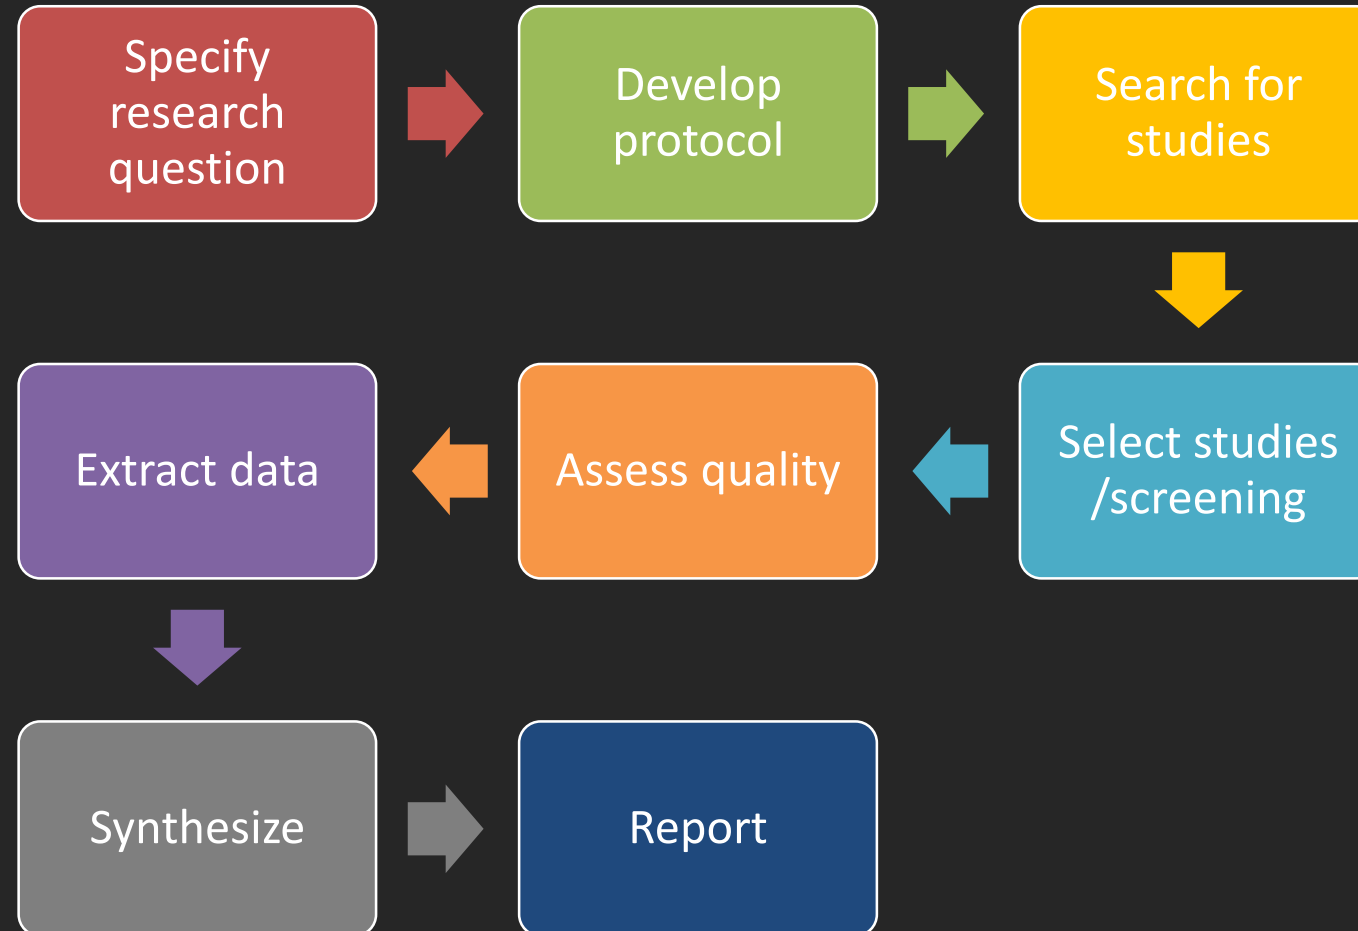 Specify
research
question
Develop
protocol
Search for
studies
Select studies
/screening
Assess quality
Extract data
Synthesize
Report